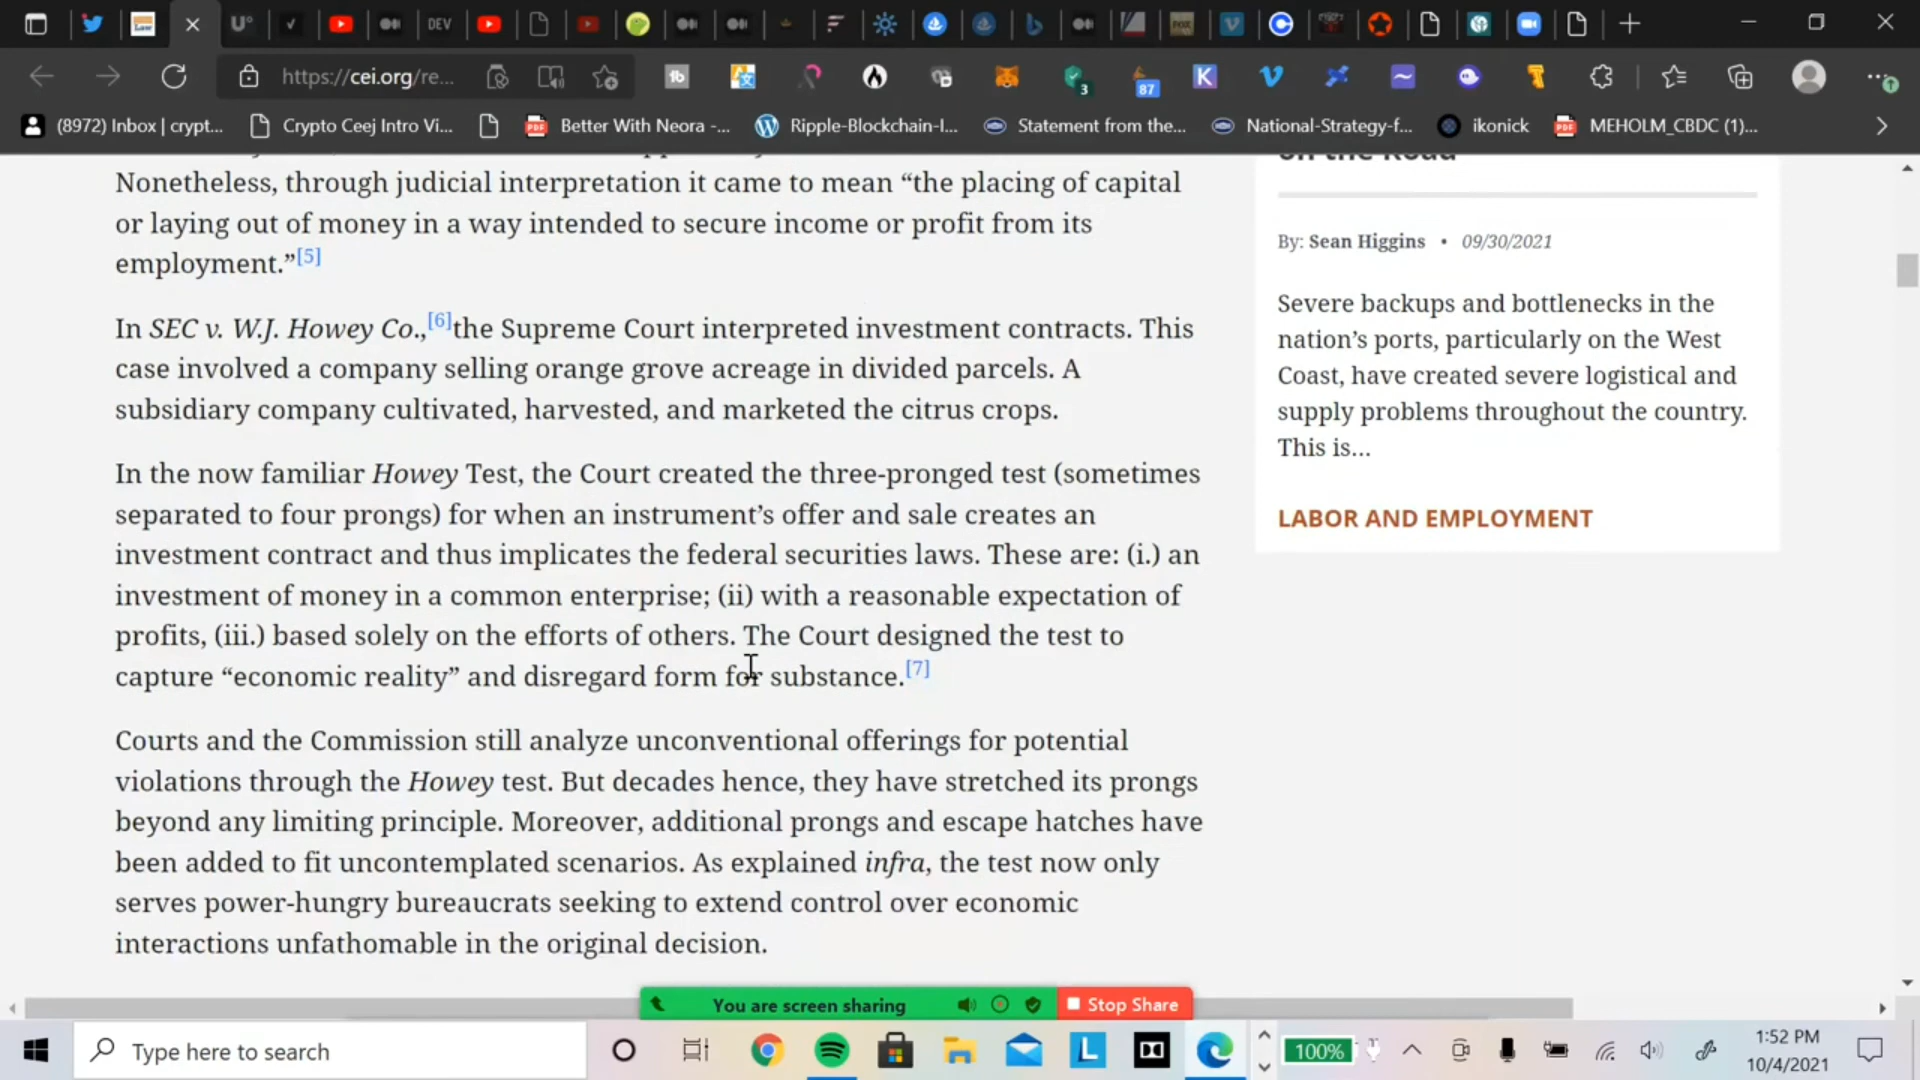 DEV
https://cei.org/re...
3
87
(8972) Inbox | crypt...
Crypto Ceej Intro Vi...
Better With Neora -...
Ripple-Blockchain-I...
Statement from the...
National-Strategy-f...
ikonick
MEHOLM_CBDC (1)...
Nonetheless, through judicial interpretation it came to mean “the placing of capital
or laying out of money in a way intended to secure income or profit from its
employment.”[5]
In SEC v. W.J. Howey Co.,[6]the Supreme Court interpreted investment contracts. This
case involved a company selling orange grove acreage in divided parcels. A
subsidiary company cultivated, harvested, and marketed the citrus crops.
In the now familiar Howey Test, the Court created the three-pronged test (sometimes
separated to four prongs) for when an instrument’s offer and sale creates an
investment contract and thus implicates the federal securities laws. These are: (i.) an
investment of money in a common enterprise; (ii) with a reasonable expectation of
profits, (iii.) based solely on the efforts of others. The Court designed the test to
capture “economic reality” and disregard form for substance.[7]
Courts and the Commission still analyze unconventional offerings for potential
violations through the Howey test. But decades hence, they have stretched its prongs
beyond any limiting principle. Moreover, additional prongs and escape hatches have
been added to fit uncontemplated scenarios. As explained infra, the test now only
serves power-hungry bureaucrats seeking to extend control over economic
interactions unfathomable in the original decision.
on the Road
By: Sean Higgins • 09/30/2021
Severe backups and bottlenecks in the
nation’s ports, particularly on the West
Coast, have created severe logistical and
supply problems throughout the country.
This is...
LABOR AND EMPLOYMENT
You are screen sharing
Stop Share
Type here to search
100%
1:52 PM
10/4/2021